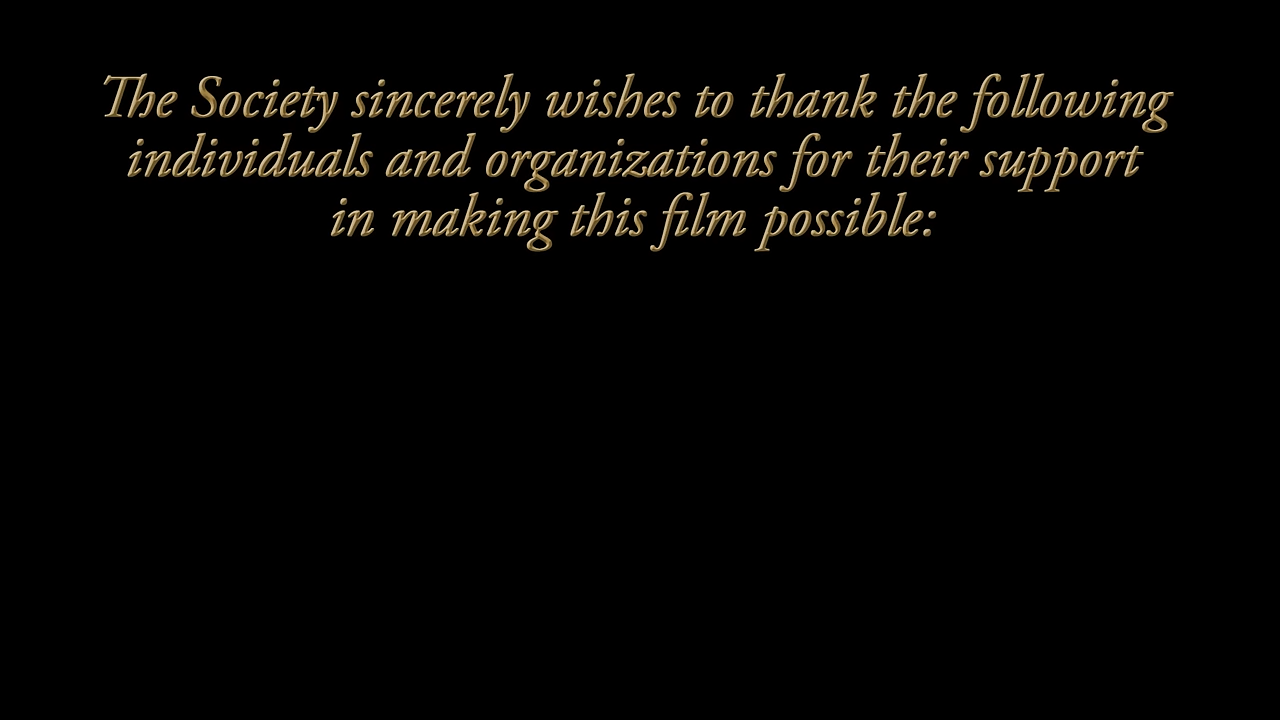 The Society sincerely wishes to thank the following
individuals and organizations for their support
in making this film possible: